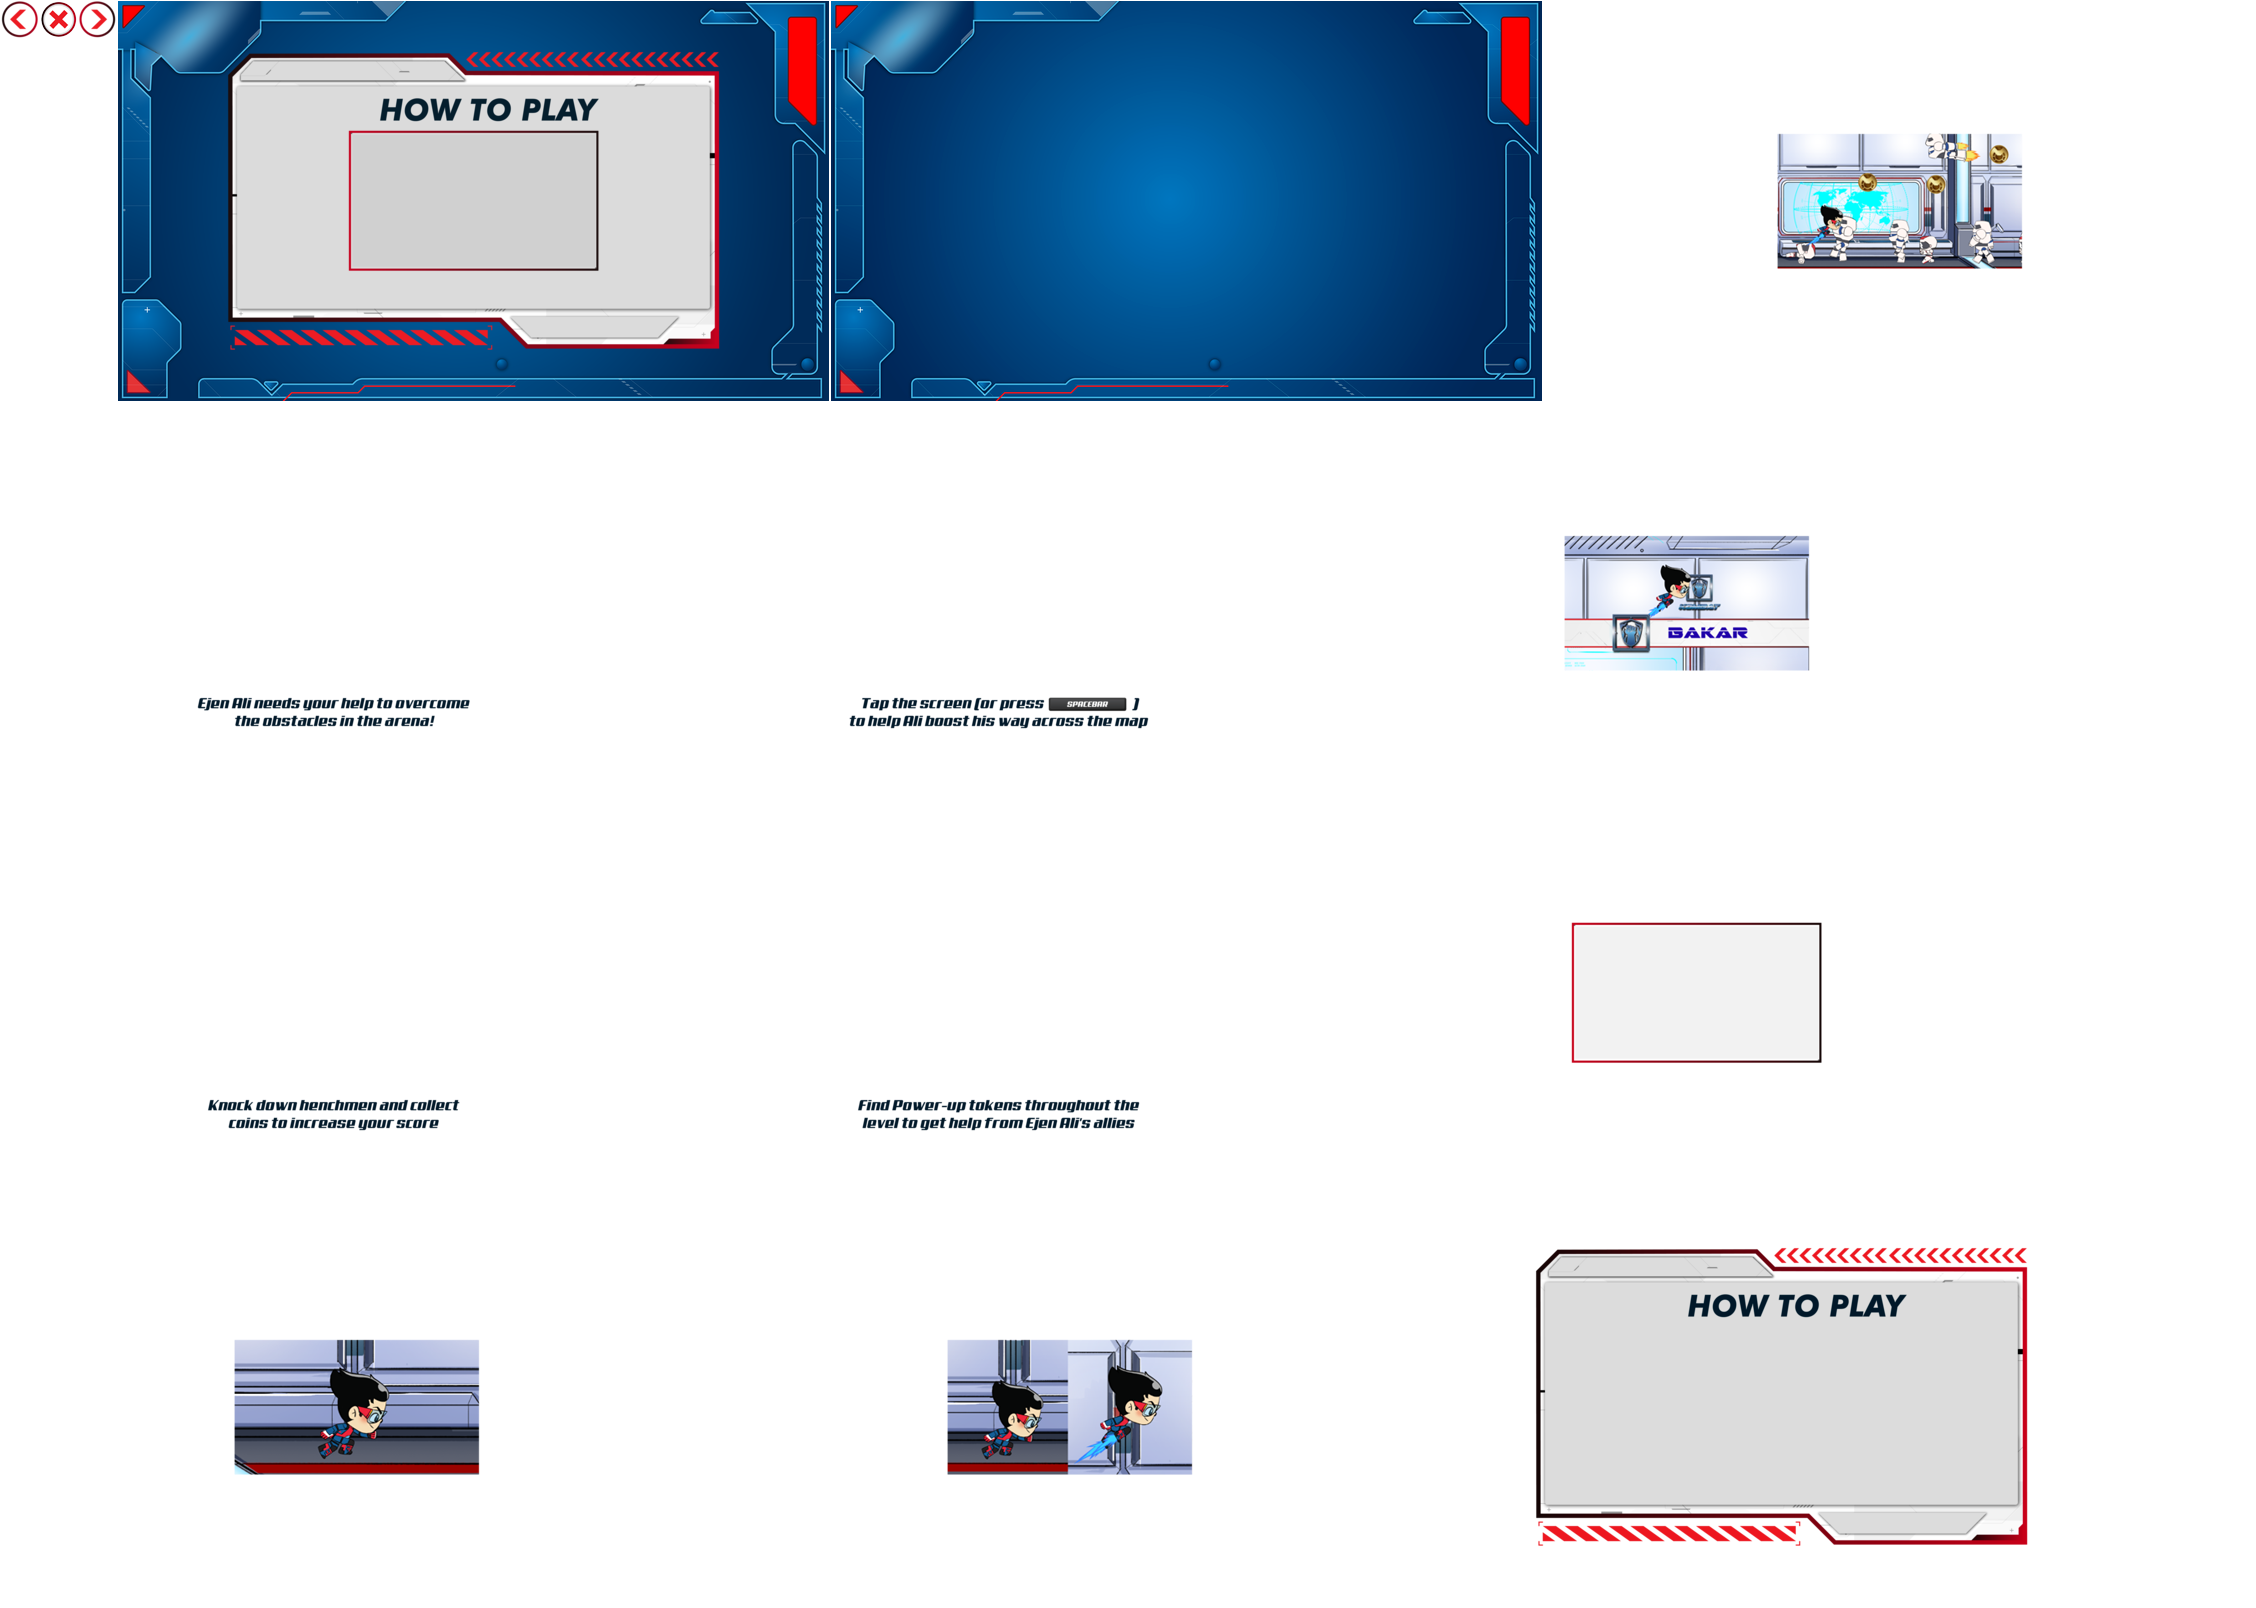 HOW TO PLAY
BAKAR
Ejen Ali needs your help to overcome
the obstacles in the arena!
Tap the screen (or press SPACEBAR )
to help Ali boost his way across the map
Knock down henchmen and collect
coins to increase your score
Find Power-up tokens throughout the
level to get help from Ejen Ali's allies
HOW TO PLAY